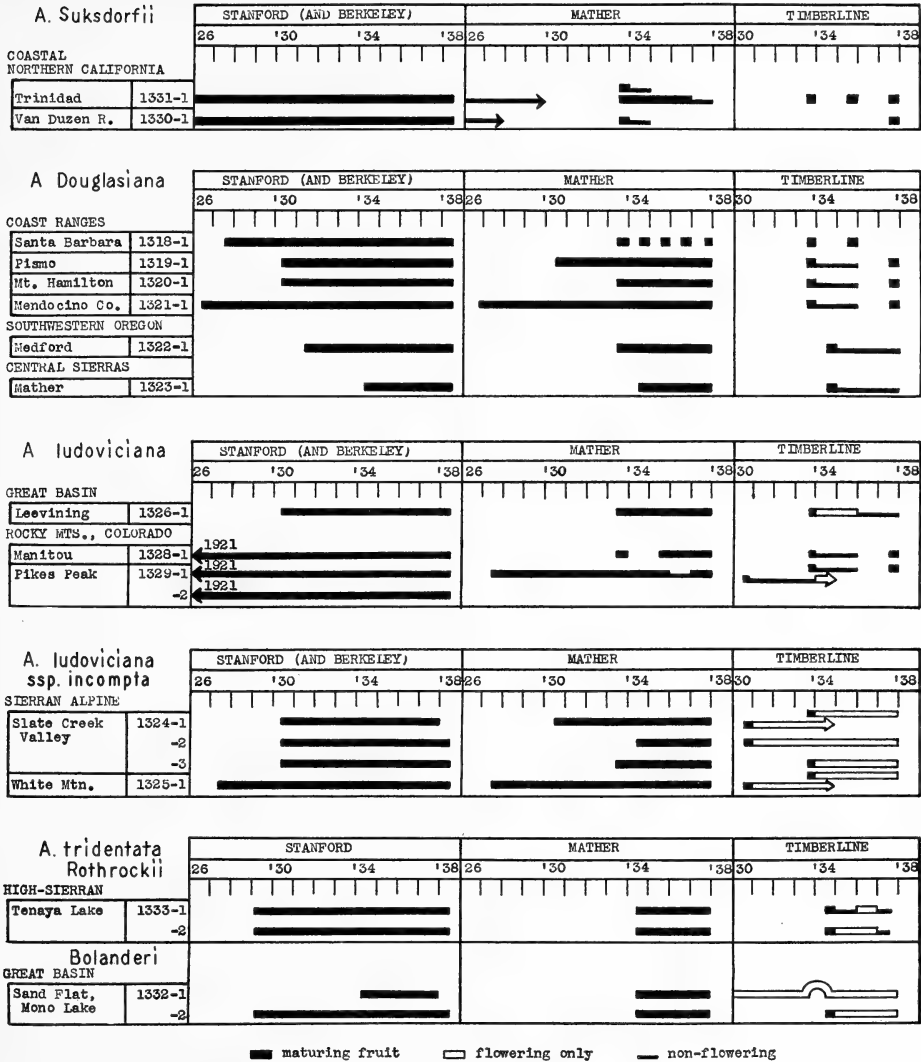 A. Suksdorfii STANFORD (AND BERKELEY) MATHER TIMBERLINE
26 '30 '34 '38 26 '30 '34 '38 30 '34 '38
COASTAL
NORTHERN CALIFORNIA
Trinidad 1331-1
Van Duzen R. 1330-1
A Douglasiana STANFORD (AND BERKELEY) MATHER TIMBERLINE
26 '30 '34 '38 26 '30 '34 '38 '30 '34 '38
COAST RANGES
Santa Barbara 1318-1
Pismo 1319-1
Mt. Hamilton 1320-1
Mendocino Co. 1321-1
SOUTHWESTERN OREGON
Medford 1322-1
CENTRAL SIERRAS
Mather 1323-1
A ludoviciana STANFORD (AND BERKELEY) MATHER TIMBERLINE
26 '30 '34 '38 26 '30 '34 '38 30 '34 '38
GREAT BASIN
Leevining 1326-1
ROCKY MTS., COLORADO
Manitou 1328-1 1921
Pikes Peak 1329-1 1921
-2 1921
A. ludoviciana STANFORD (AND BERKELEY) MATHER TIMBERLINE
ssp. incompta 26 '30 '34 '38 26 '30 '34 '38 30 '34 '38
SIERRAN ALPINE
Slate Creek 1324-1
Valley -2
-3
White Mtn. 1325-1
A. tridentata STANFORD MATHER TIMBERLINE
Rothrockii 26 '30 '34 '38 26 '30 '34 '38 30 '34 '38
HIGH-SIERRAN
Tenaya Lake 1333-1
-2
Bolanderi
GREAT BASIN
Sand Flat, 1332-1
Mono Lake -2
maturing fruit flowering only non-flowering